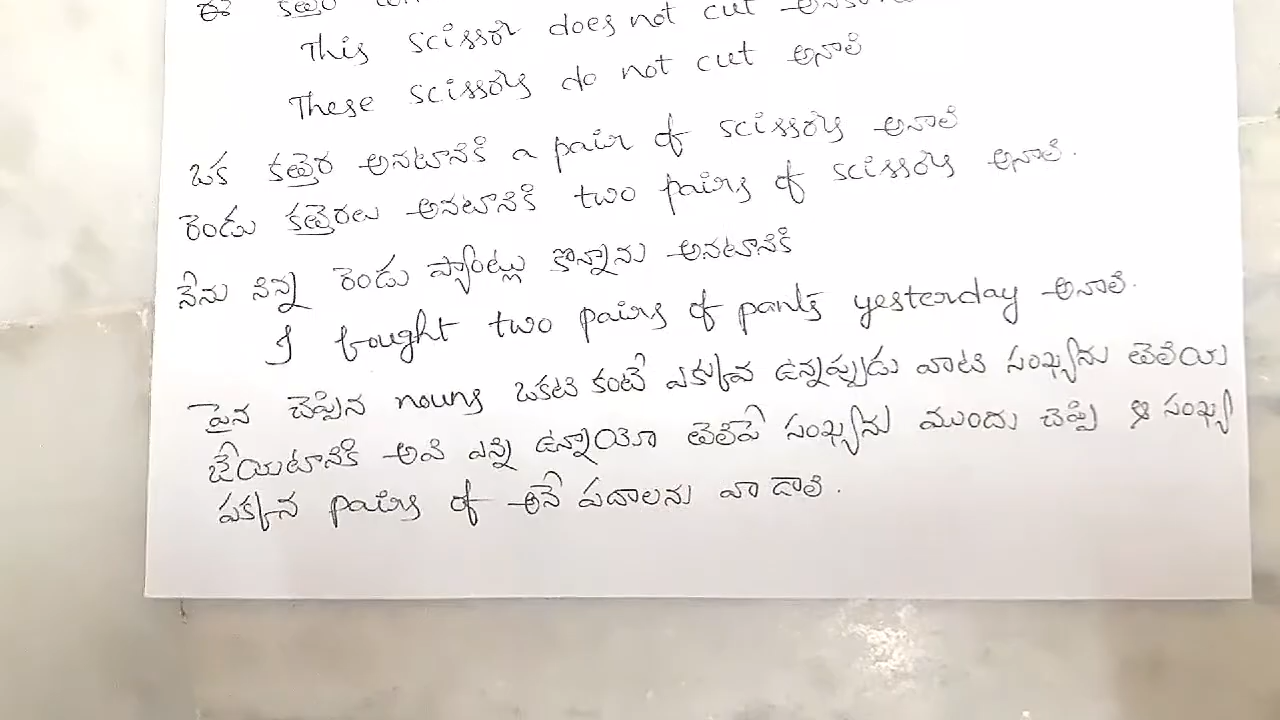 ఈ కత్తెర
This scissor does not cut
These scissors do not cut అనాలి
ఒక కత్తెర అనటానికి a pair of scissors అనాలి
రెండు కత్తెరలు అనటానికి two pairs of scissors అనాలి.
నేను నిన్న రెండు ప్యాంట్లు కొన్నాను అనటానికి
I bought two pairs of pants yesterday అనాలి.
పైన చెప్పిన nouns ఒకటి కంటే ఎక్కువ ఉన్నప్పుడు వాటి సంఖ్యను తెలియ
చేయటానికి అవి ఎన్ని ఉన్నాయో తెలిపే సంఖ్యను ముందు చెప్పి ఆ సంఖ్య
పక్కన pairs of అనే పదాలను వాడాలి.